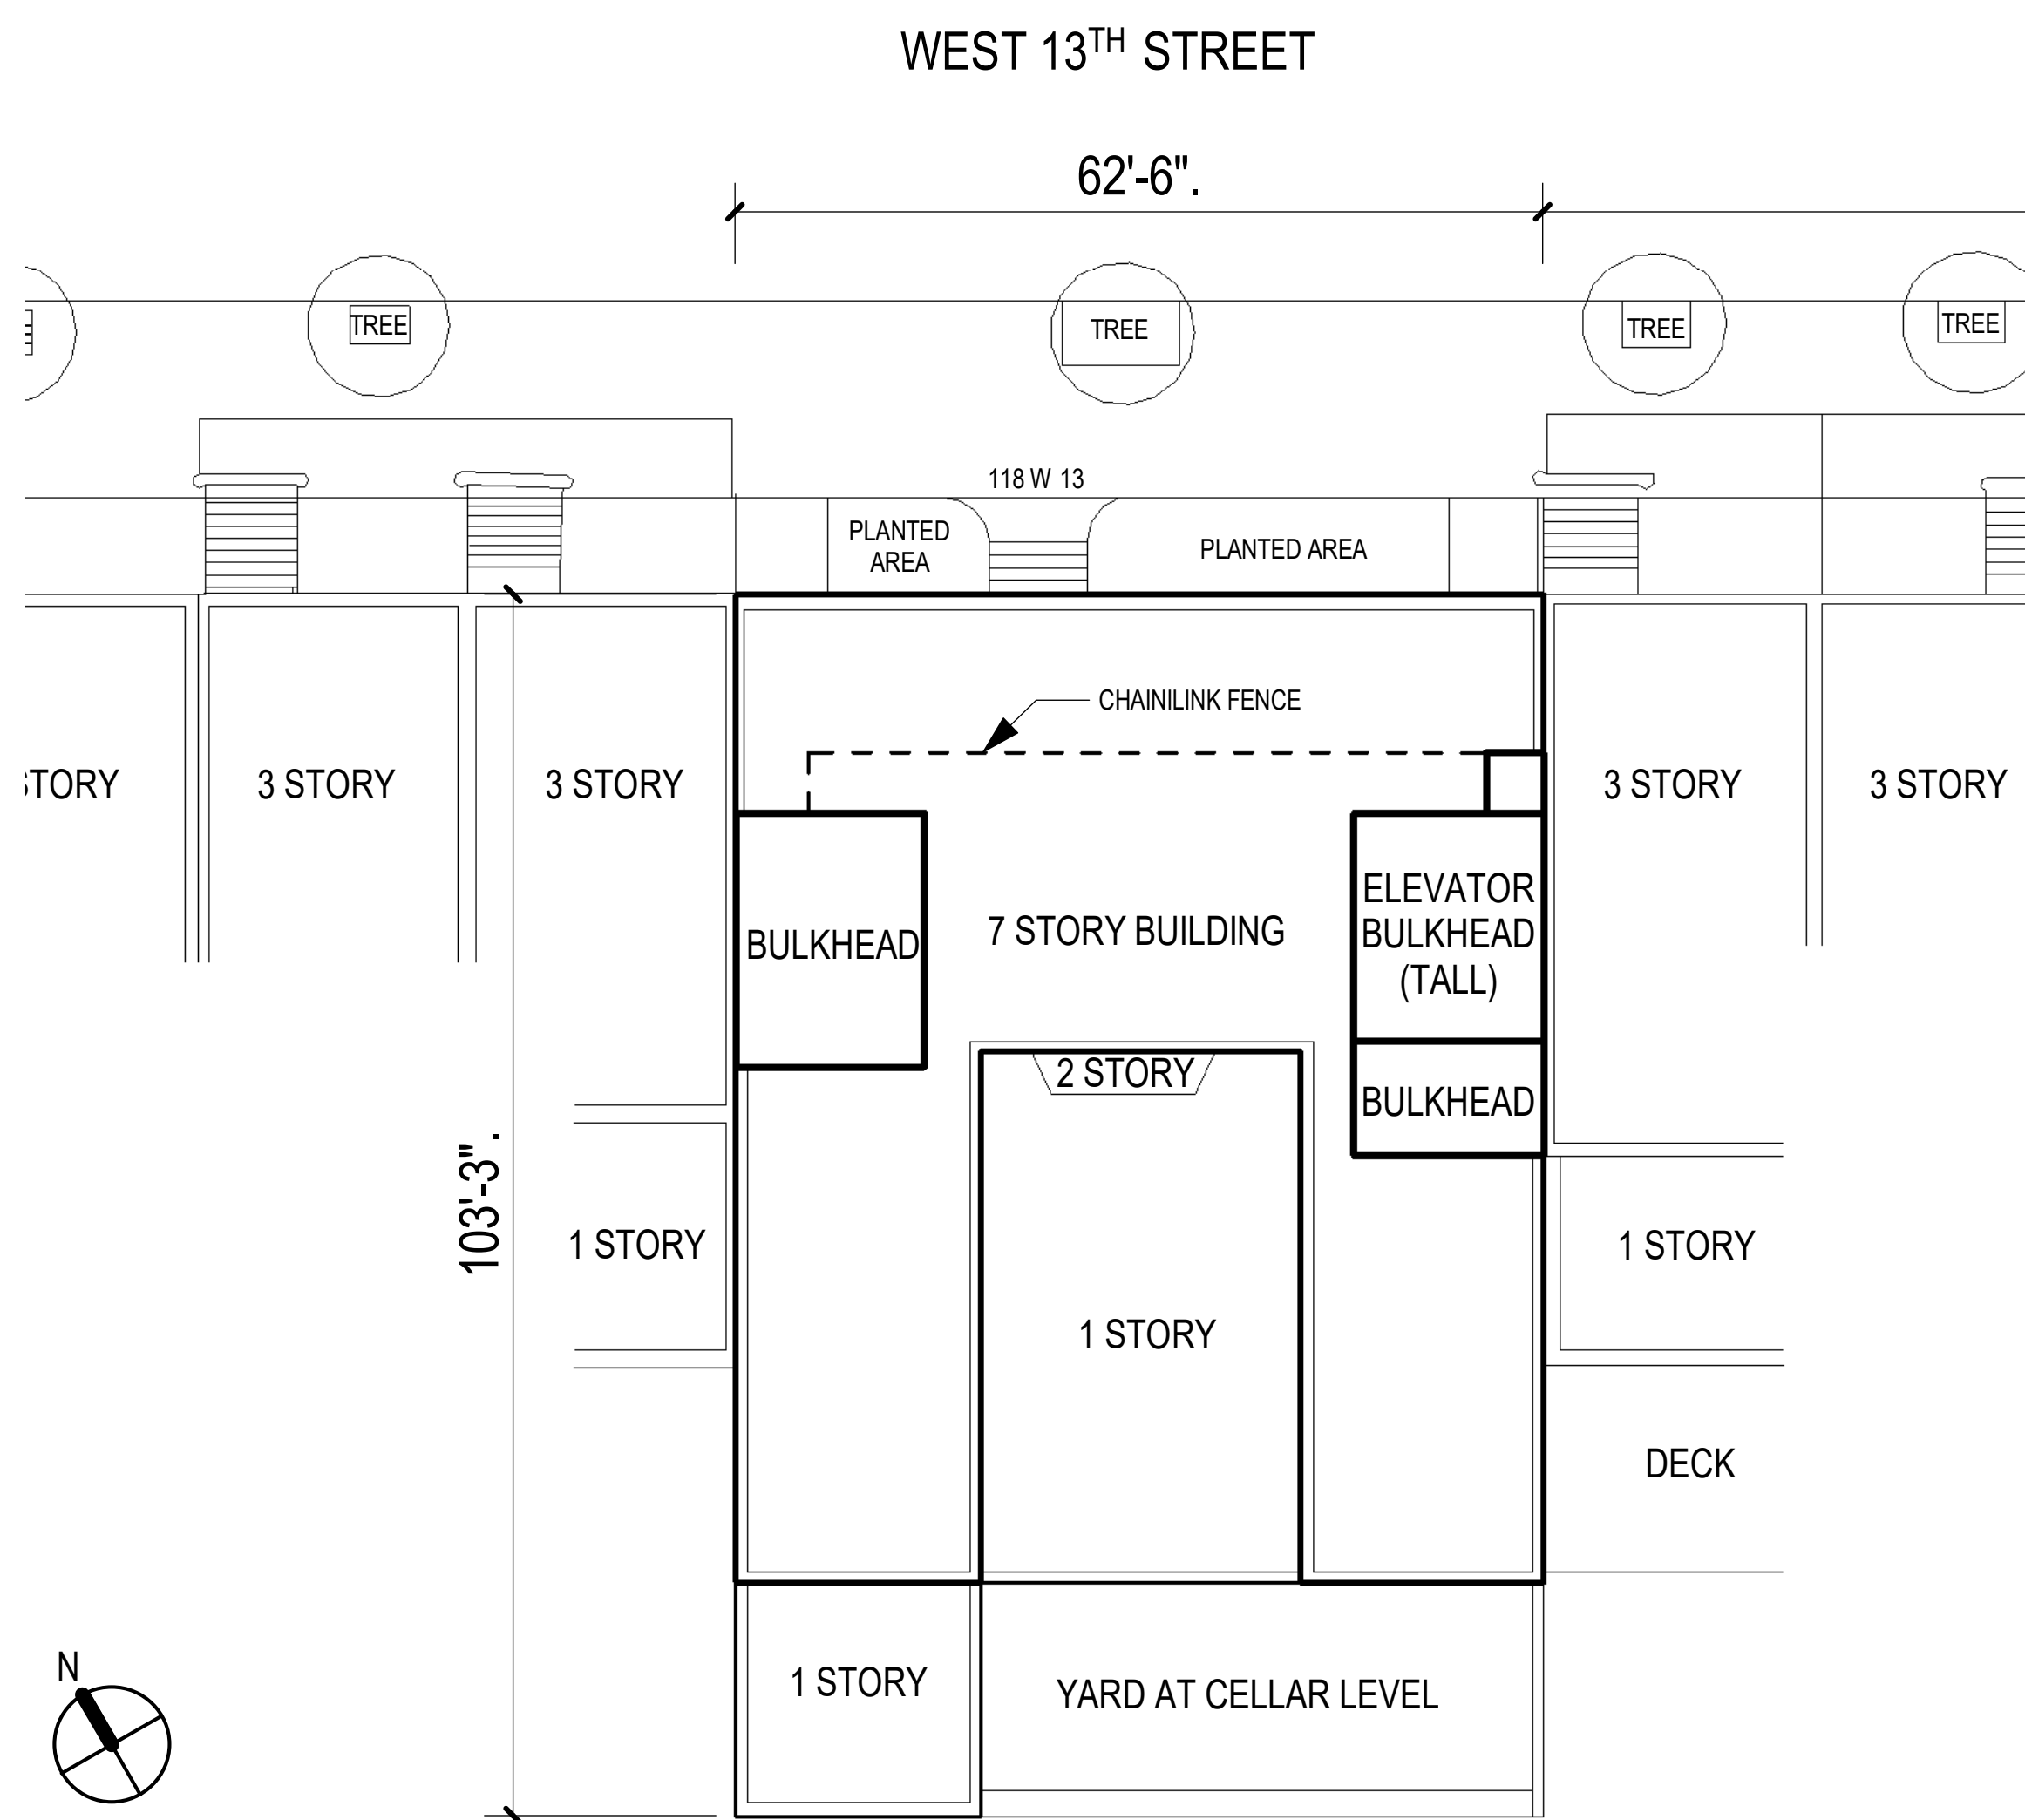 WEST 13TH STREET
62'-6".
TREE
TREE
TREE
TREE
118 W 13
PLANTED
AREA
PLANTED AREA
CHAINILINK FENCE
STORY
3 STORY
3 STORY
3 STORY
3 STORY
BULKHEAD
7 STORY BUILDING
ELEVATOR
BULKHEAD
(TALL)
2 STORY
BULKHEAD
103'-3".
1 STORY
1 STORY
1 STORY
DECK
N
1 STORY
YARD AT CELLAR LEVEL